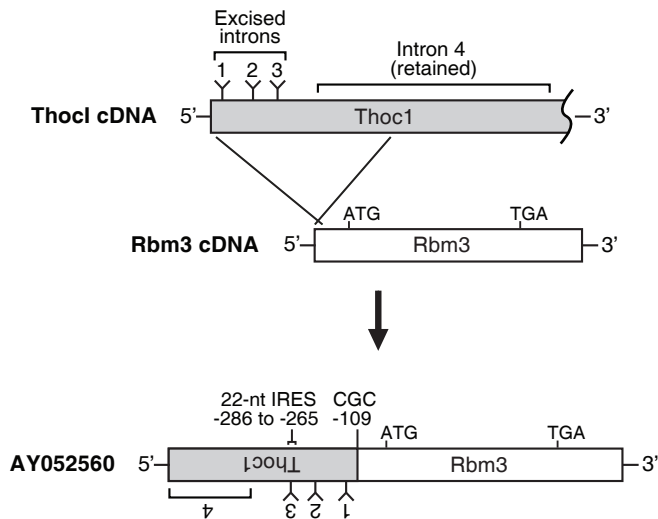 Excised
introns
1 2 3
Intron 4
(retained)
ThocI cDNA 5’ Thoc1 3’
ATG TGA
Rbm3 cDNA 5’ Rbm3 3’
22-nt IRES CGC
-286 to -265 -109
ATG TGA
AY052560 5’ Thoc1 Rbm3 3’
4 3 2 1